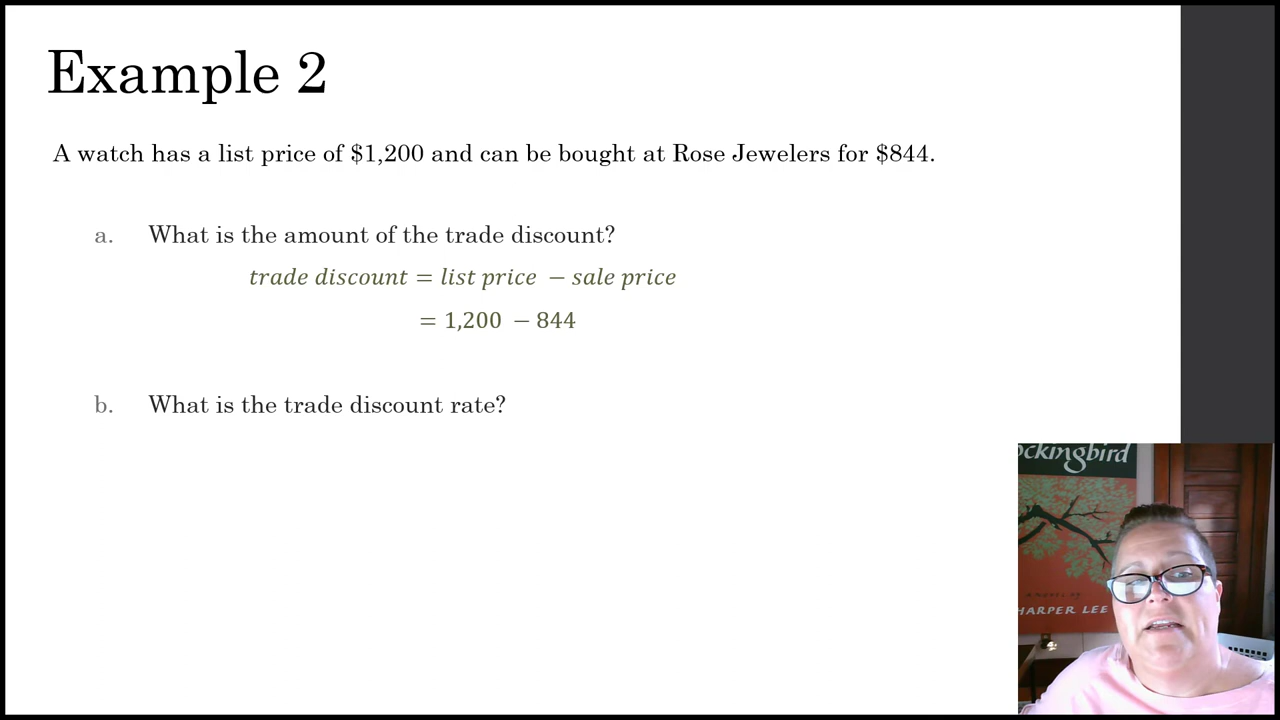 Example 2
A watch has a list price of $1,200 and can be bought at Rose Jewelers for $844.
a. What is the amount of the trade discount?
trade discount = list price − sale price
= 1,200 − 844
b. What is the trade discount rate?
ockingbird
A NOVEL BY
HARPER LEE